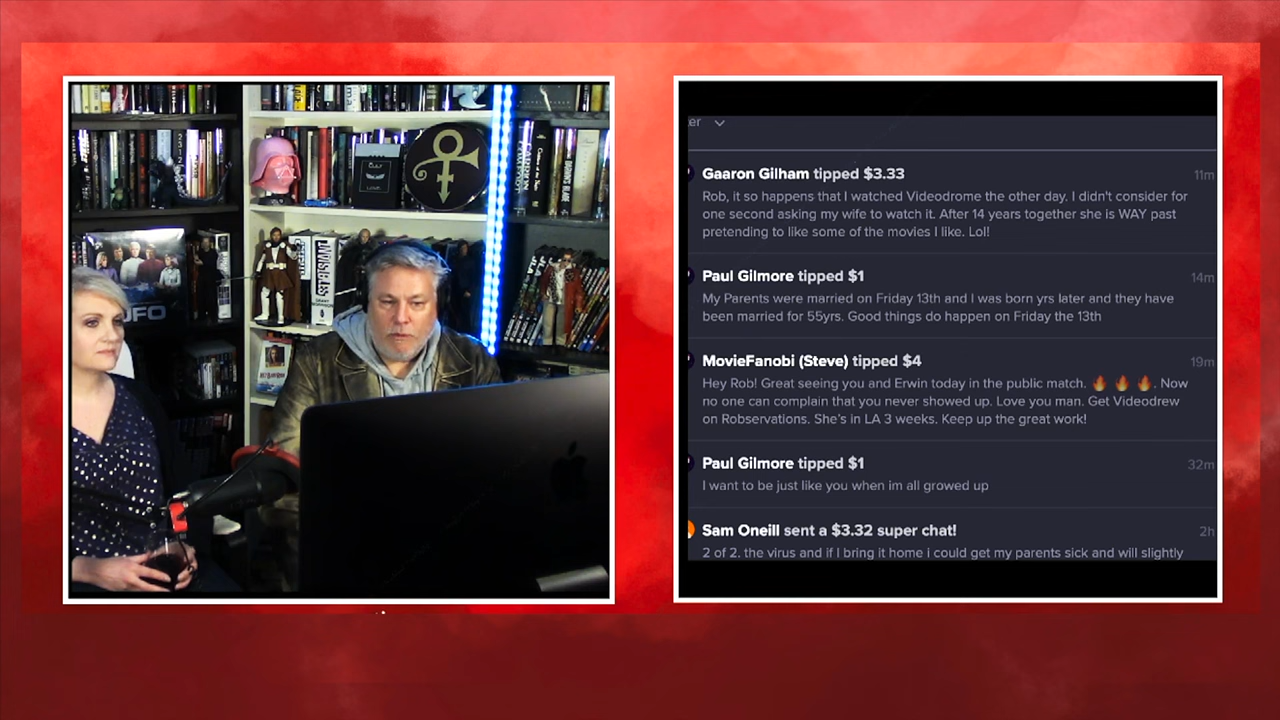 UFO
INVISIBLES
er
Gaaron Gilham tipped $3.33
11m
Rob, it so happens that I watched Videodrome the other day. I didn't consider for
one second asking my wife to watch it. After 14 years together she is WAY past
pretending to like some of the movies I like. Lol!
Paul Gilmore tipped $1
14m
My Parents were married on Friday 13th and I was born yrs later and they have
been married for 55yrs. Good things do happen on Friday the 13th
MovieFanobi (Steve) tipped $4
19m
Hey Rob! Great seeing you and Erwin today in the public match. 🔥 🔥 🔥. Now
no one can complain that you never showed up. Love you man. Get Videodrew
on Robservations. She's in LA 3 weeks. Keep up the great work!
Paul Gilmore tipped $1
32m
I want to be just like you when im all growed up
Sam Oneill sent a $3.32 super chat!
2h
2 of 2. the virus and if I bring it home i could get my parents sick and will slightly